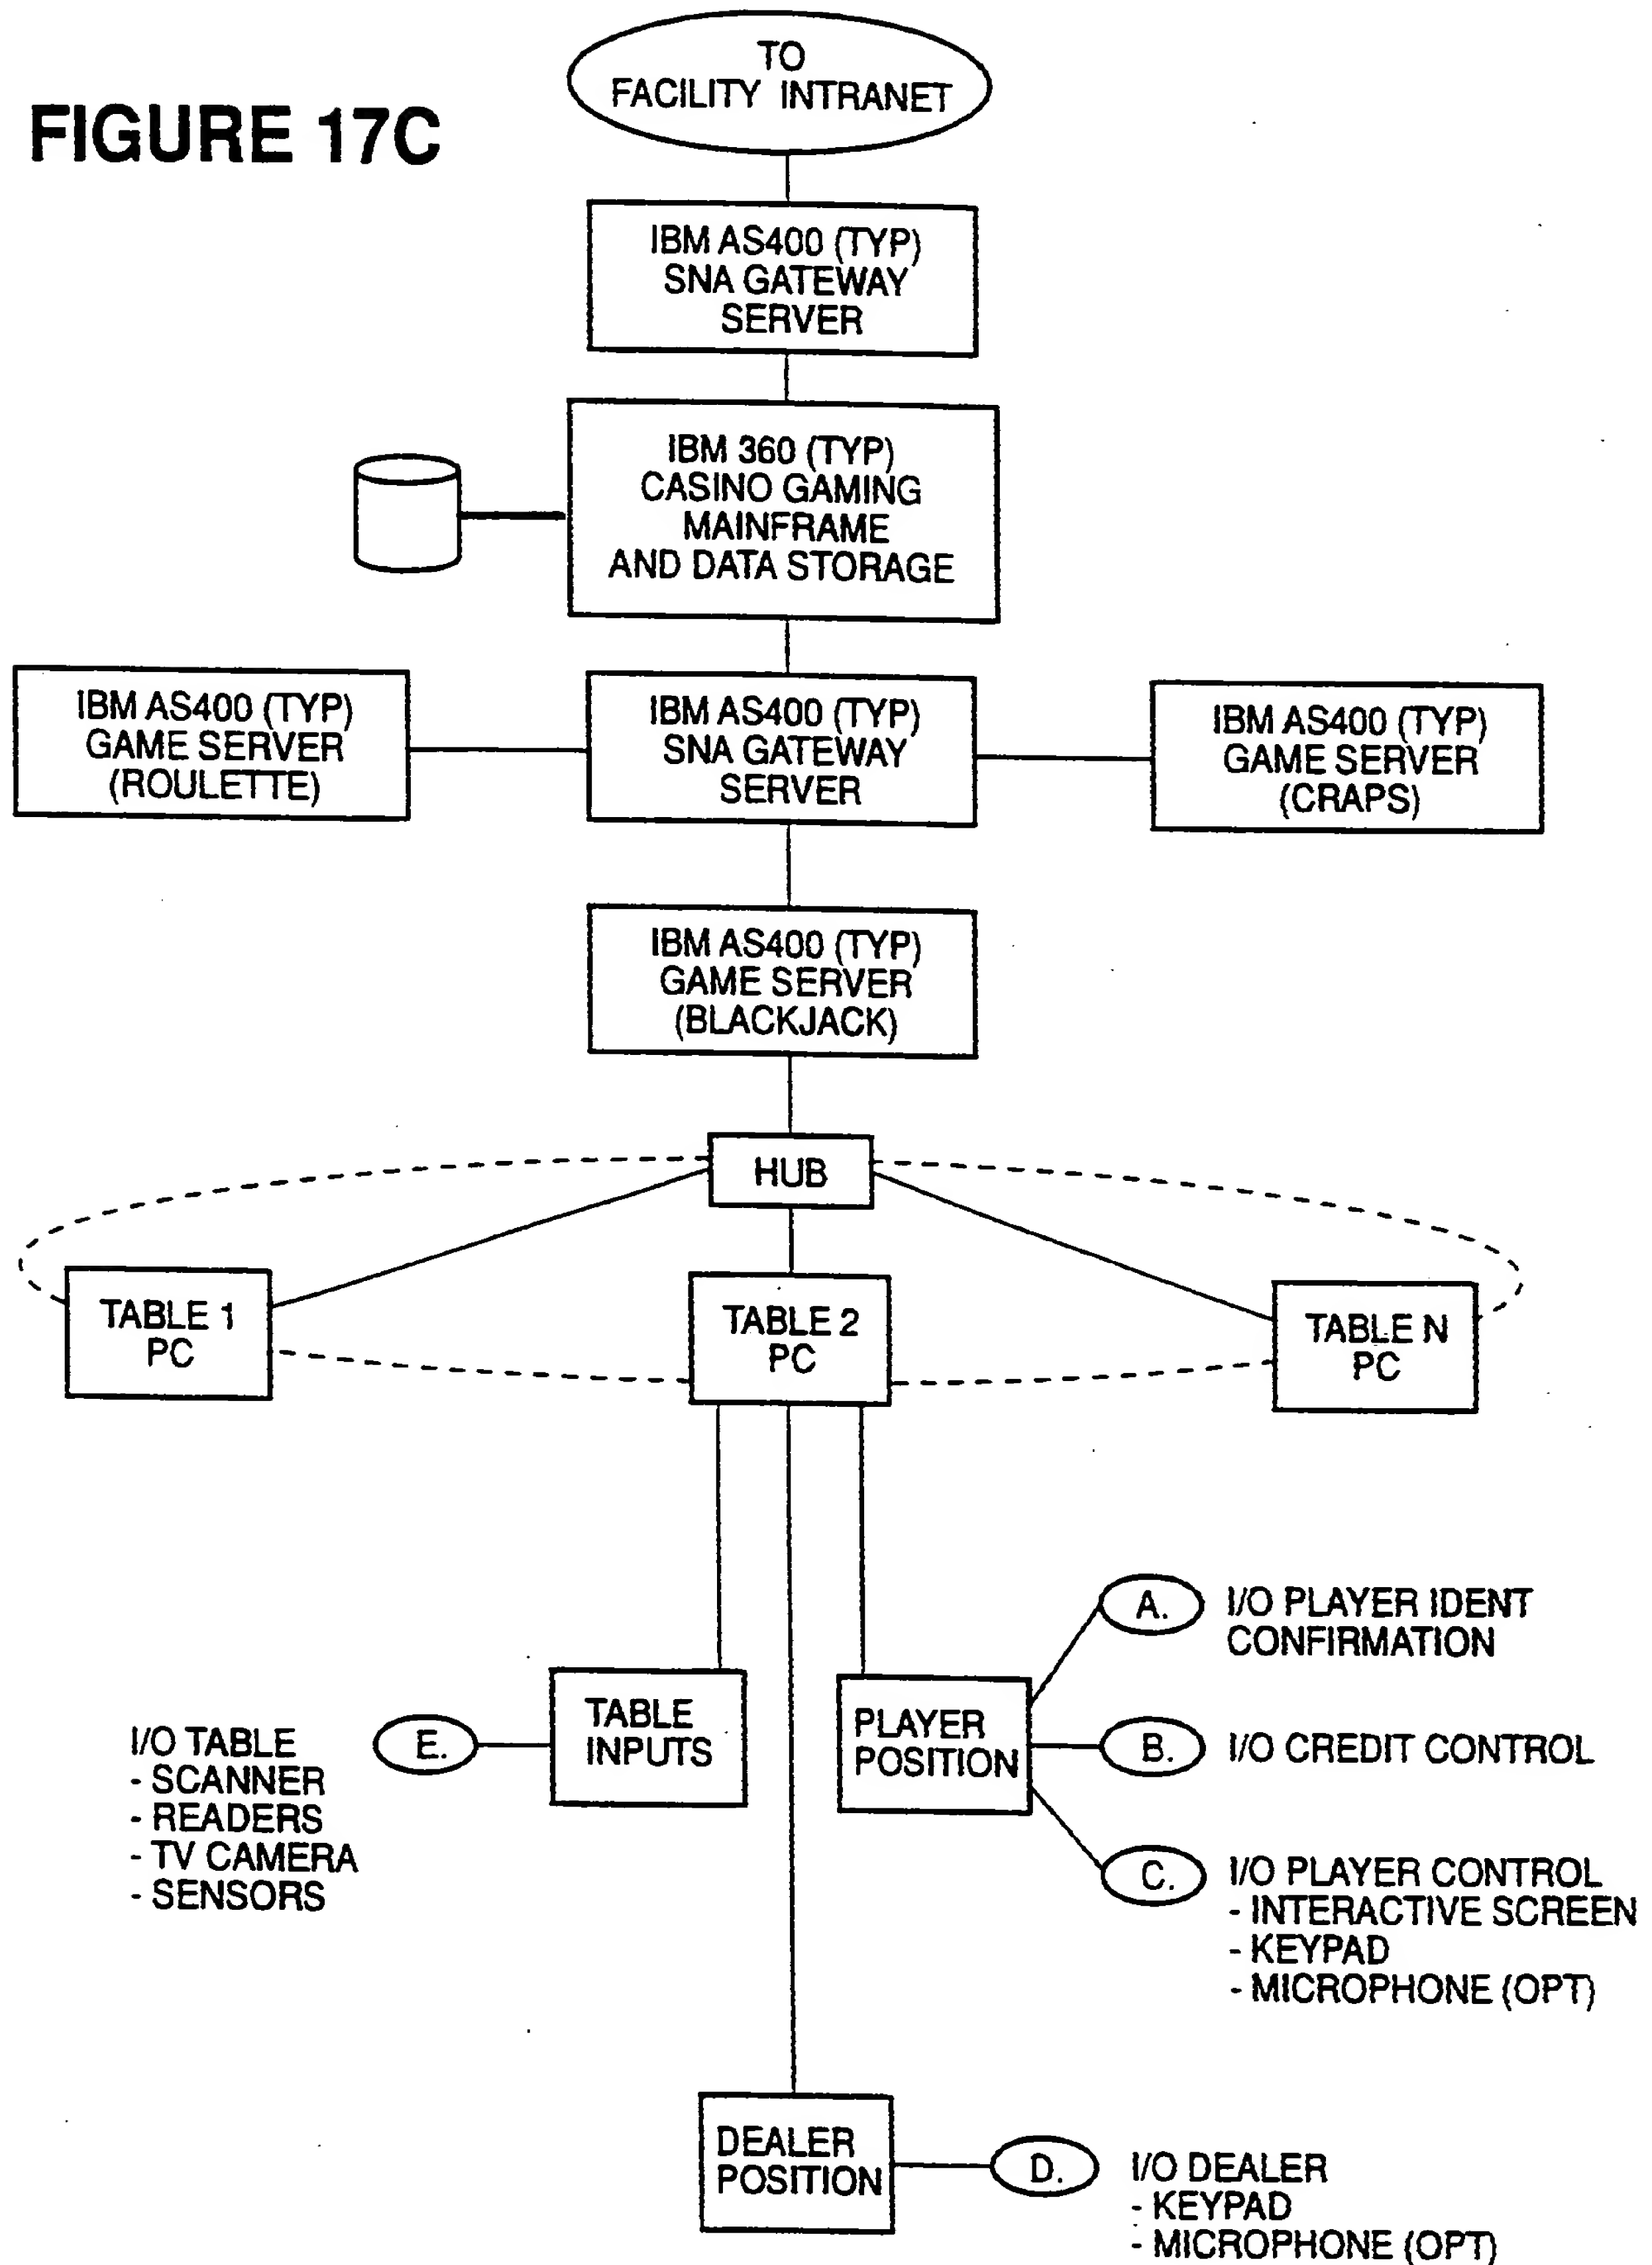 TO
FACILITY INTRANET
FIGURE 17C
IBM AS400 (TYP)
SNA GATEWAY
SERVER
IBM 360 (TYP)
CASINO GAMING
MAINFRAME
AND DATA STORAGE
IBM AS400 (TYP)
GAME SERVER
(ROULETTE)
IBM AS400 (TYP)
SNA GATEWAY
SERVER
IBM AS400 (TYP)
GAME SERVER
(CRAPS)
IBM AS400 (TYP)
GAME SERVER
(BLACKJACK)
HUB
TABLE 1
PC
TABLE 2
PC
TABLE N
PC
A.
I/O PLAYER IDENT
CONFIRMATION
I/O TABLE
- SCANNER
- READERS
- TV CAMERA
- SENSORS
E.
TABLE
INPUTS
PLAYER
POSITION
B.
I/O CREDIT CONTROL
C.
I/O PLAYER CONTROL
- INTERACTIVE SCREEN
- KEYPAD
- MICROPHONE (OPT)
DEALER
POSITION
D.
I/O DEALER
- KEYPAD
- MICROPHONE (OPT)